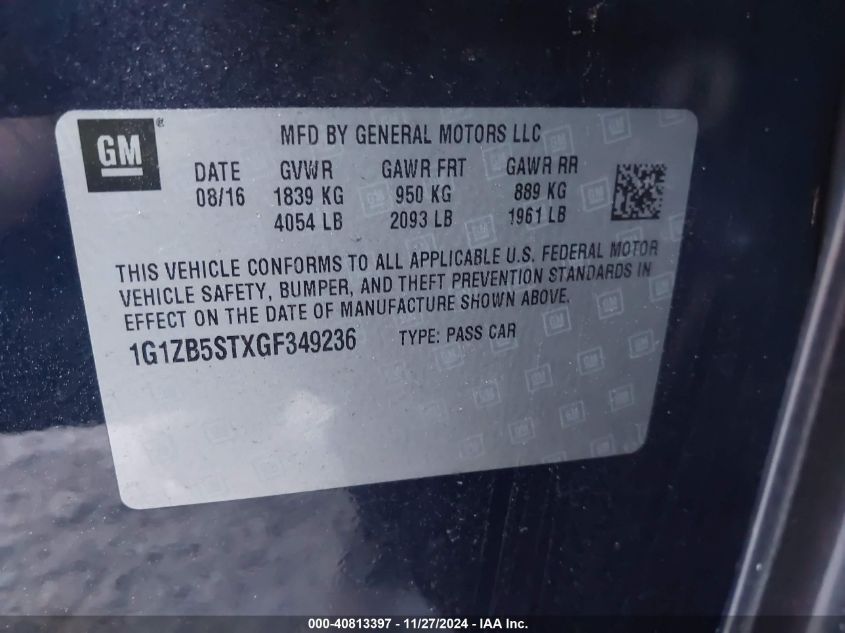 GM®
MFD BY GENERAL MOTORS LLC
DATE GVWR GAWR FRT GAWR RR
08/16 1839 KG 950 KG 889 KG
4054 LB 2093 LB 1961 LB
THIS VEHICLE CONFORMS TO ALL APPLICABLE U.S. FEDERAL MOTOR
VEHICLE SAFETY, BUMPER, AND THEFT PREVENTION STANDARDS IN
EFFECT ON THE DATE OF MANUFACTURE SHOWN ABOVE.
1G1ZB5STXGF349236 TYPE: PASS CAR
000-40813397 - 11/27/2024 - IAA Inc.